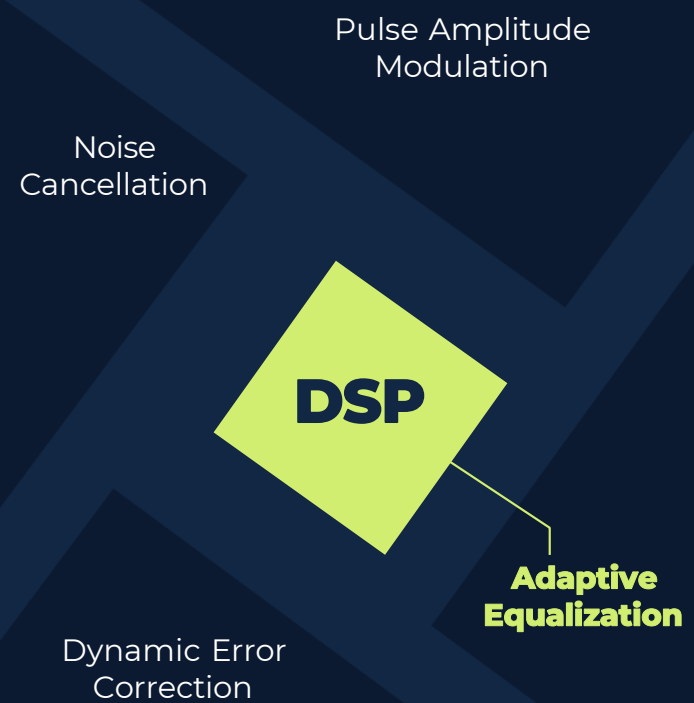 Pulse Amplitude
Modulation
Noise
Cancellation
DSP
Adaptive
Equalization
Dynamic Error
Correction